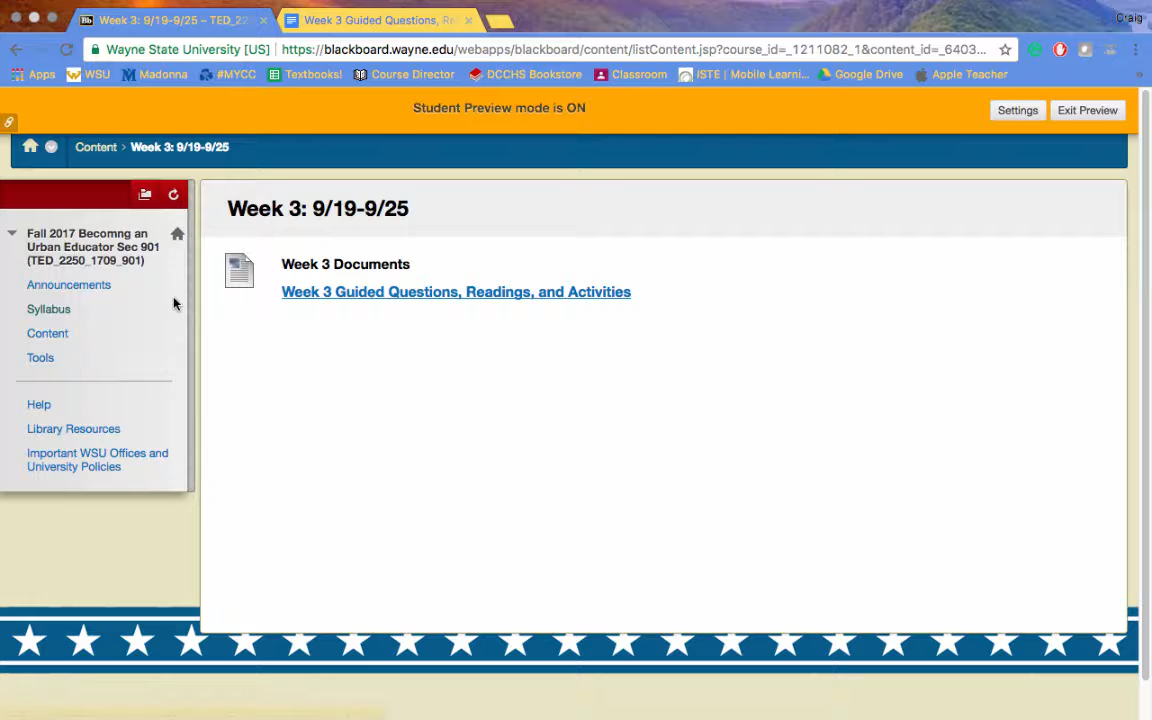 Week 3: 9/19-9/25 – TED_22
Week 3 Guided Questions, Re
Craig
Wayne State University [US]
https://blackboard.wayne.edu/webapps/blackboard/content/listContent.jsp?course_id=_1211082_1&content_id=_6403...
Apps
WSU
Madonna
#MYCC
Textbooks!
Course Director
DCCHS Bookstore
Classroom
ISTE | Mobile Learni...
Google Drive
Apple Teacher
»
Student Preview mode is ON
Settings
Exit Preview
Content > Week 3: 9/19-9/25
Fall 2017 Becomng an
Urban Educator Sec 901
(TED_2250_1709_901)
Announcements
Syllabus
Content
Tools
Help
Library Resources
Important WSU Offices and
University Policies
Week 3: 9/19-9/25
Week 3 Documents
Week 3 Guided Questions, Readings, and Activities